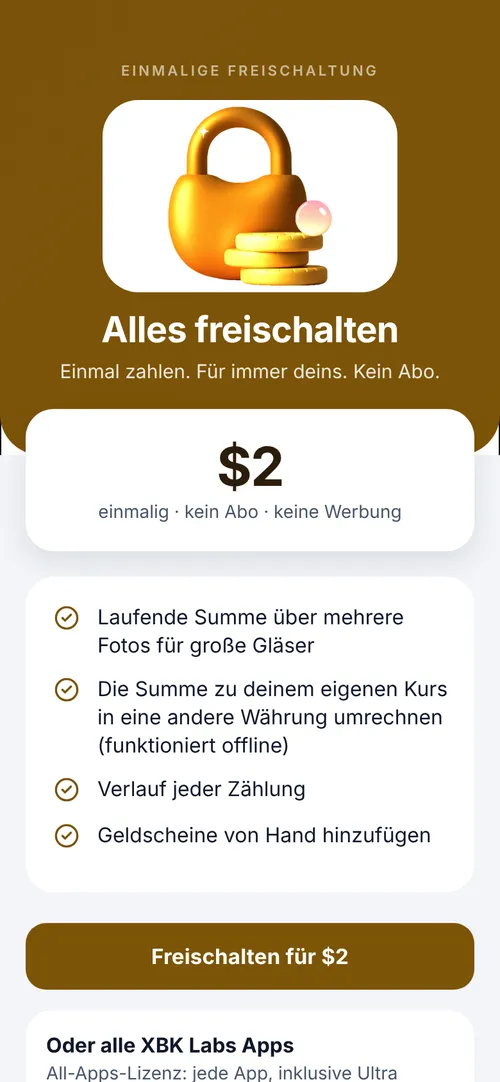 EINMALIGE FREISCHALTUNG
Alles freischalten
Einmal zahlen. Für immer deins. Kein Abo.
$2
einmalig · kein Abo · keine Werbung
Laufende Summe über mehrere
Fotos für große Gläser
Die Summe zu deinem eigenen Kurs
in eine andere Währung umrechnen
(funktioniert offline)
Verlauf jeder Zählung
Geldscheine von Hand hinzufügen
Freischalten für $2
Oder alle XBK Labs Apps
All-Apps-Lizenz: jede App, inklusive Ultra